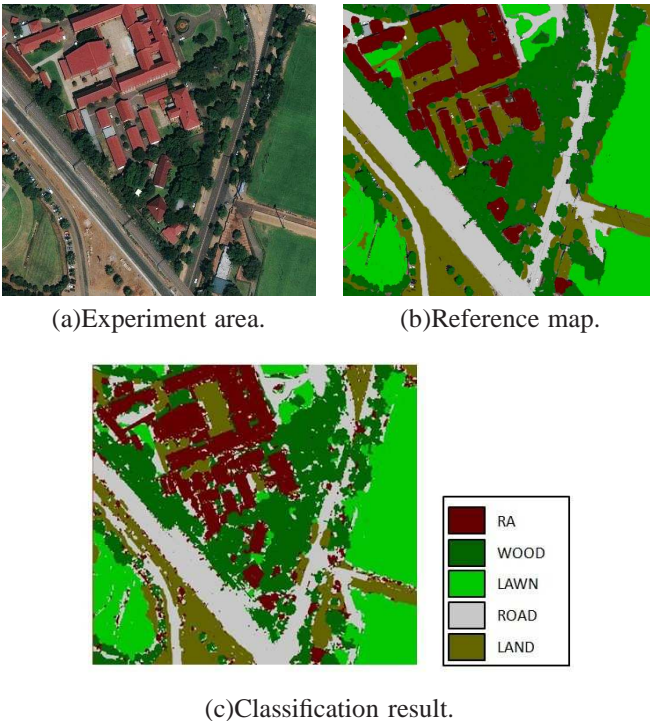 (a)Experiment area.
(b)Reference map.
RA
WOOD
LAWN
ROAD
LAND
(c)Classification result.